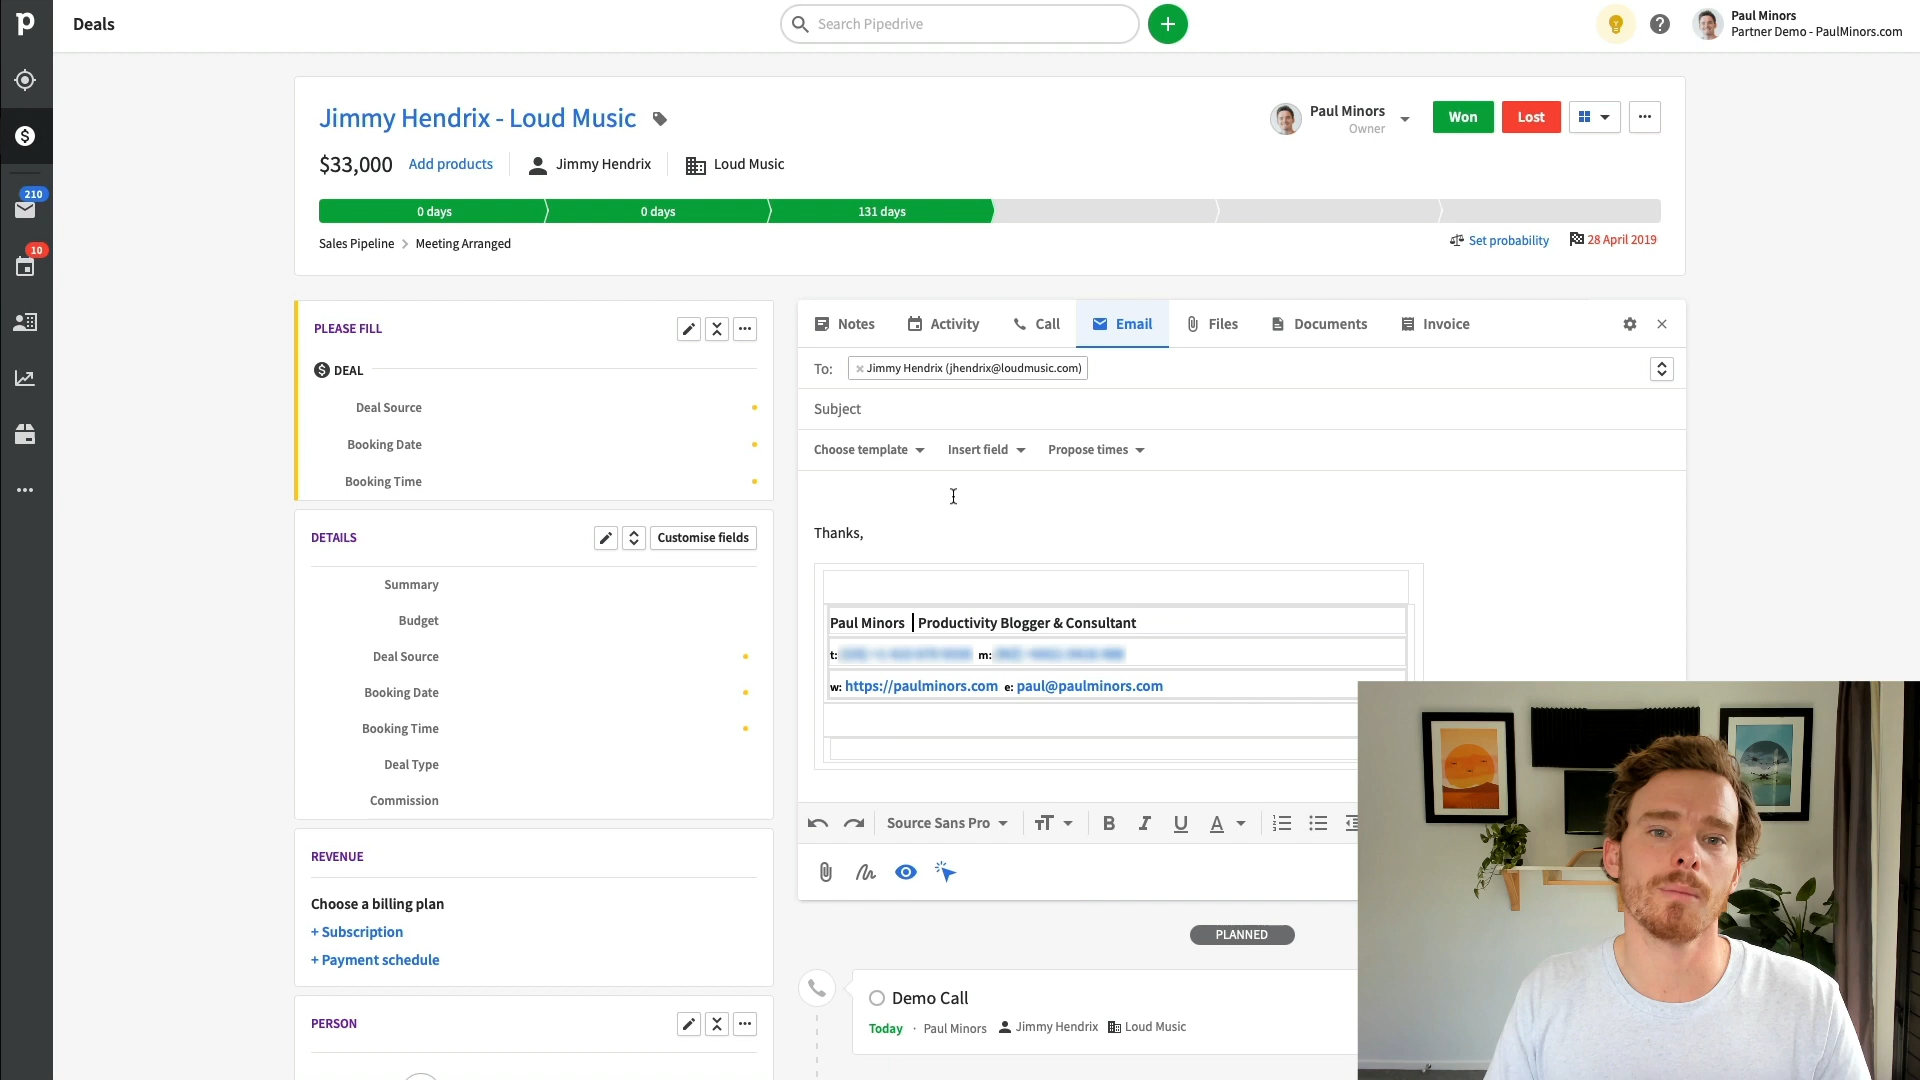 Deals
Search Pipedrive
Paul Minors
Partner Demo - PaulMinors.com
210
10
Jimmy Hendrix - Loud Music
Paul Minors
Owner
Won
Lost
$33,000
Add products
Jimmy Hendrix
Loud Music
0 days
0 days
131 days
Sales Pipeline > Meeting Arranged
Set probability
28 April 2019
PLEASE FILL
DEAL
Deal Source
Booking Date
Booking Time
DETAILS
Customise fields
Summary
Budget
Deal Source
Booking Date
Booking Time
Deal Type
Commission
REVENUE
Choose a billing plan
+ Subscription
+ Payment schedule
PERSON
Notes
Activity
Call
Email
Files
Documents
Invoice
To:
Jimmy Hendrix (jhendrix@loudmusic.com)
Subject
Choose template
Insert field
Propose times
Thanks,
Paul Minors | Productivity Blogger & Consultant
t: m:
w: https://paulminors.com e: paul@paulminors.com
Source Sans Pro
PLANNED
Demo Call
Today · Paul Minors Jimmy Hendrix Loud Music